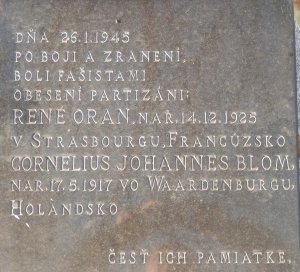 DŇA 26.1.1945
PO BOJI A ZRANENÍ,
BOLI FAŠISTAMI
OBESENÍ PARTIZÁNI:
RENÉ ORAN, NAR. 14.12.1925
V STRASBOURGU, FRANCÚZSKO
CORNELIUS JOHANNES BLOM,
NAR. 17.5.1917 VO WAARDENBURGU,
HOLANDSKO
ČESŤ ICH PAMIATKE.